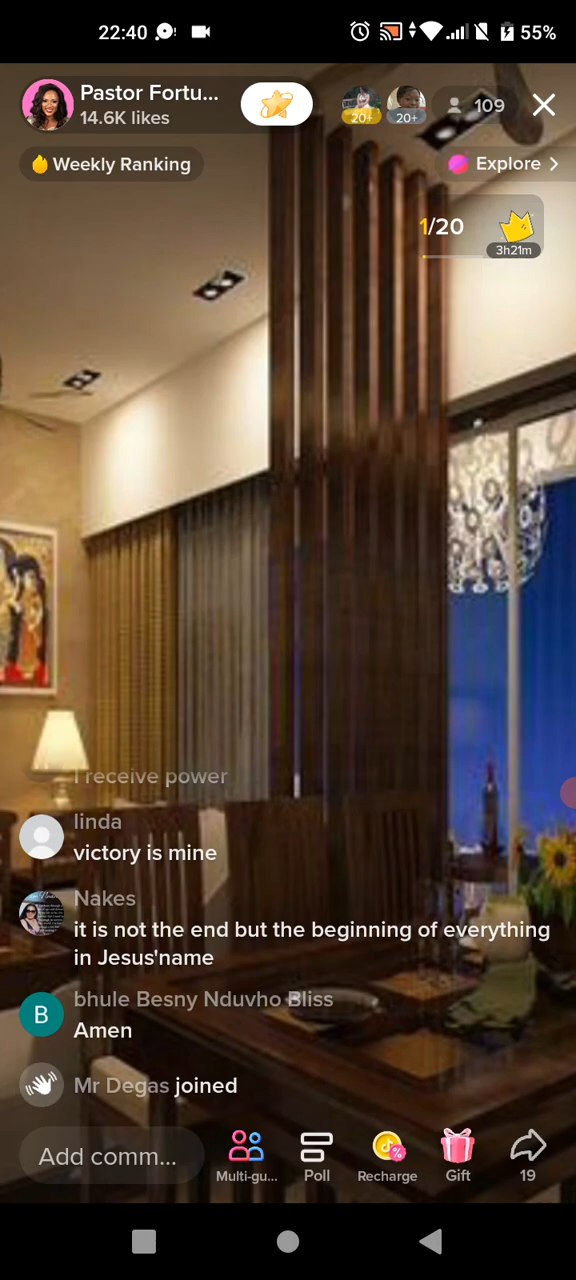 22:40
55%
Pastor Fortu...
14.6K likes
20+
20+
109
Weekly Ranking
Explore
1/20
3h21m
I receive power
linda
victory is mine
Nakes
it is not the end but the beginning of everything
in Jesus'name
bhule Besny Nduvho Bliss
B
Amen
Mr Degas joined
Add comm...
Multi-gu...
Poll
Recharge
Gift
19